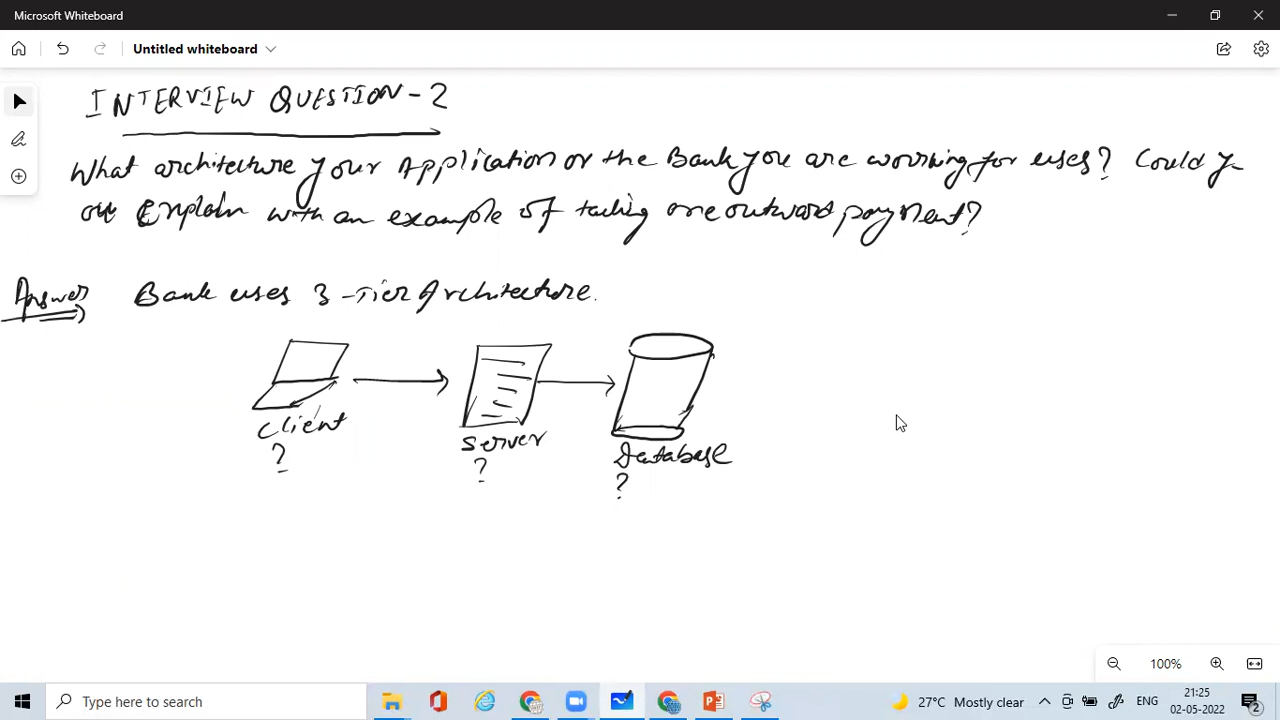 Microsoft Whiteboard
Untitled whiteboard
INTERVIEW QUESTION-2
What architecture your Application or the Bank you are working for uses? Could y-
ou Explain with an example of taking one outward payment?
Answer Bank uses 3-Tier Architecture.
Client
?
Server
?
Database
?
100%
Type here to search
27°C Mostly clear
ENG
21:25
02-05-2022
2